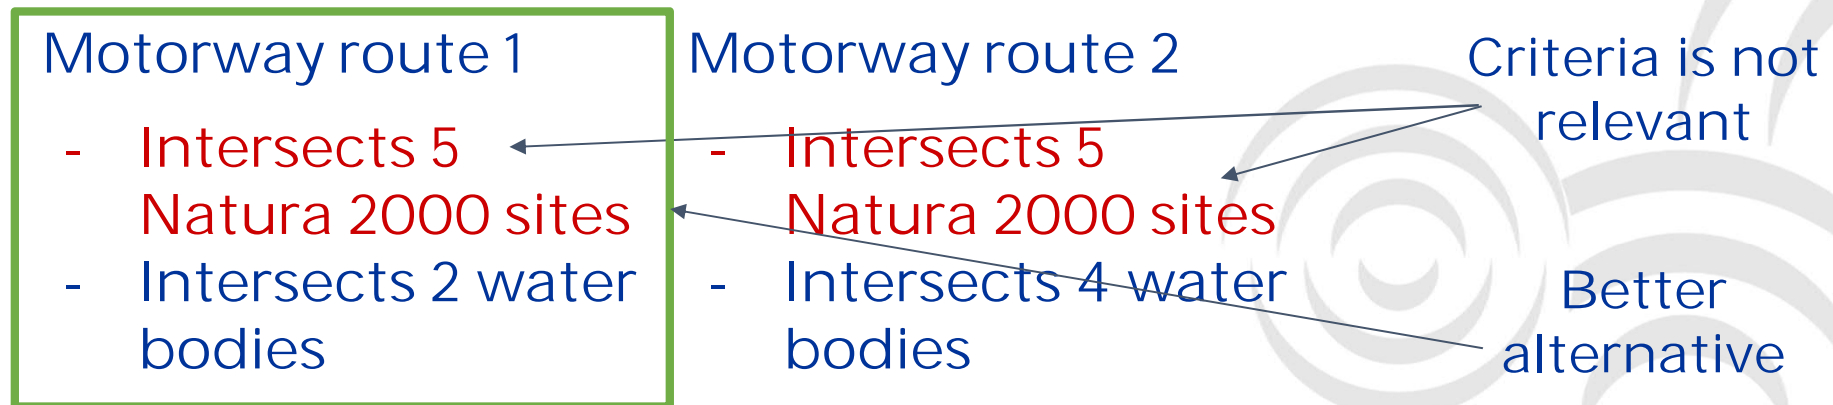 Motorway route 1
- Intersects 5
Natura 2000 sites
- Intersects 2 water
bodies
Motorway route 2
- Intersects 5
Natura 2000 sites
- Intersects 4 water
bodies
Criteria is not
relevant
Better
alternative